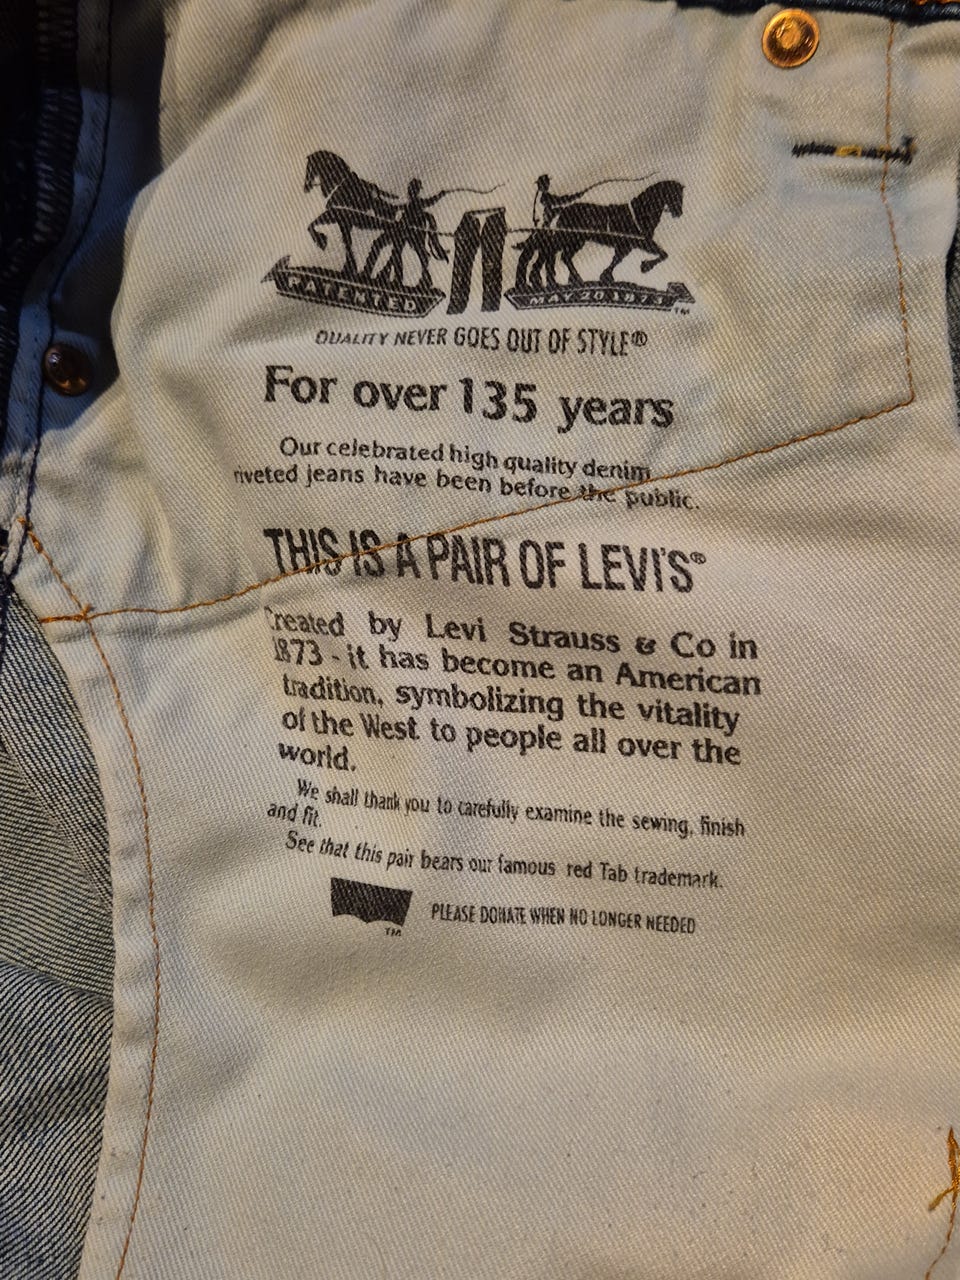 PATENTED
MAY 20 1873
TM
QUALITY NEVER GOES OUT OF STYLE®
For over 135 years
Our celebrated high quality denim
riveted jeans have been before the public.
THIS IS A PAIR OF LEVI'S®
Created by Levi Strauss & Co in
1873 - it has become an American
tradition, symbolizing the vitality
of the West to people all over the
world.
We shall thank you to carefully examine the sewing, finish
and fit.
See that this pair bears our famous red Tab trademark.
TM
PLEASE DONATE WHEN NO LONGER NEEDED